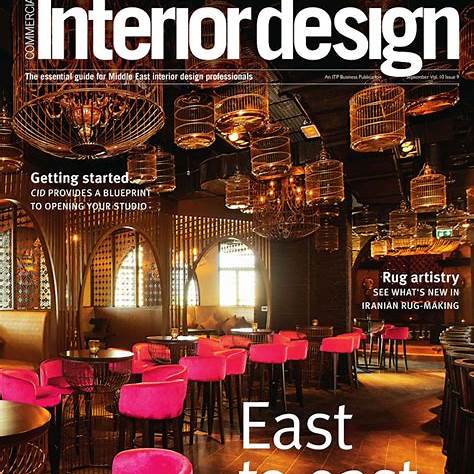 COMMERCIAL
Interior design
The essential guide for Middle East interior design professionals
An ITP Business Publication
September Vol. 10 Issue 9
Getting started:
CID PROVIDES A BLUEPRINT
TO OPENING YOUR STUDIO
Rug artistry
SEE WHAT'S NEW IN
IRANIAN RUG-MAKING
East
to east